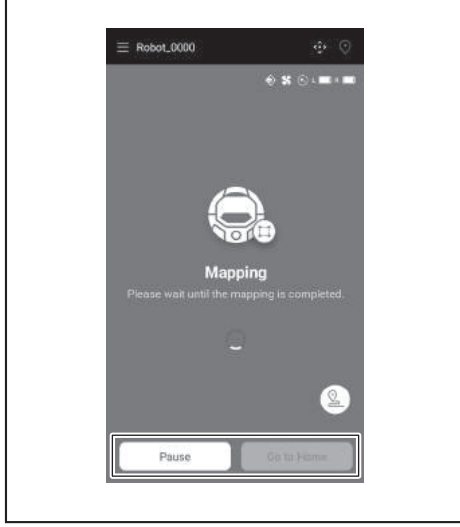 Robot_0000
L R
Mapping
Please wait until the mapping is completed.
Pause Go to Home